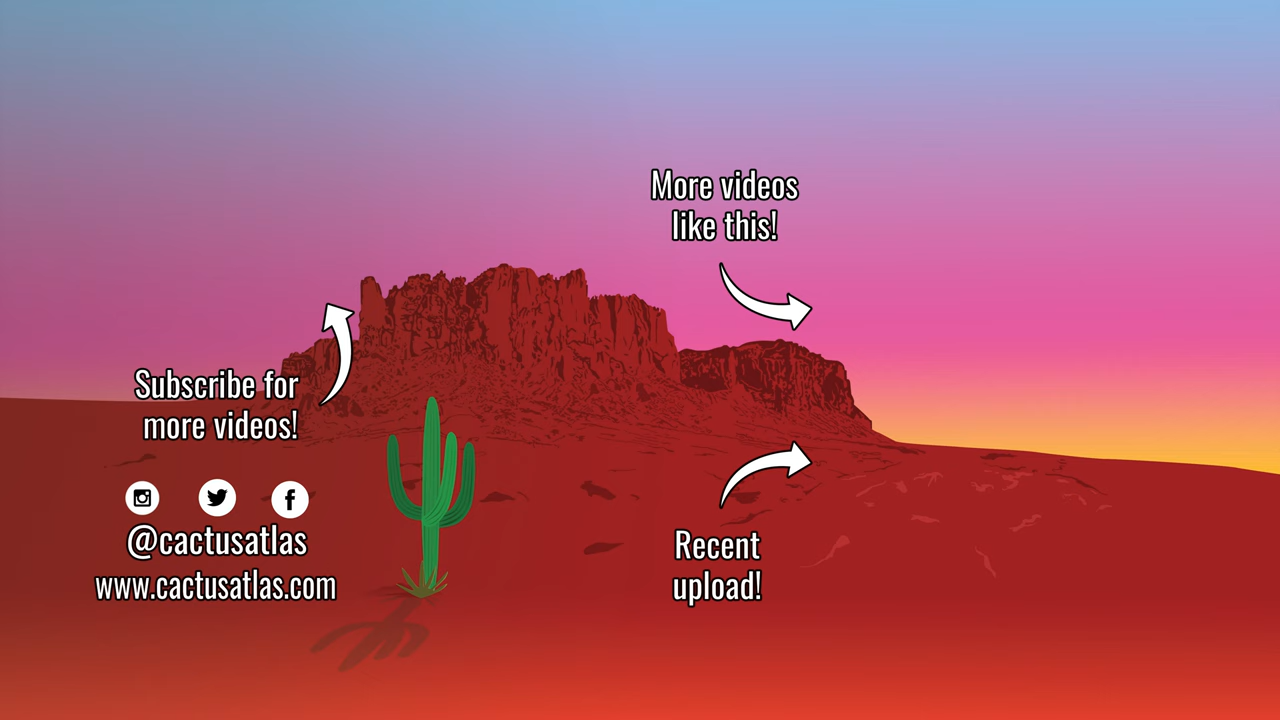 More videos
like this!
Subscribe for
more videos!
@cactusatlas
www.cactusatlas.com
Recent
upload!